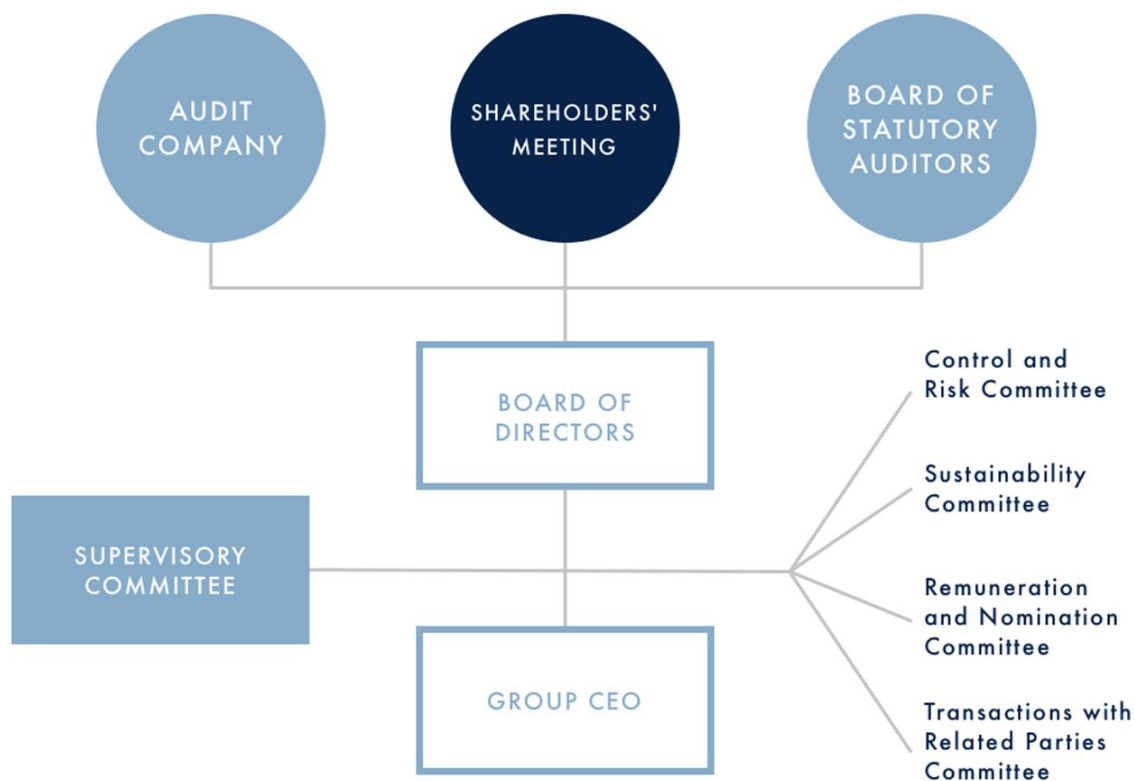 AUDIT
COMPANY
SHAREHOLDERS'
MEETING
BOARD OF
STATUTORY
AUDITORS
BOARD OF
DIRECTORS
Control and
Risk Committee
Sustainability
Committee
SUPERVISORY
COMMITTEE
Remuneration
and Nomination
Committee
GROUP CEO
Transactions with
Related Parties
Committee